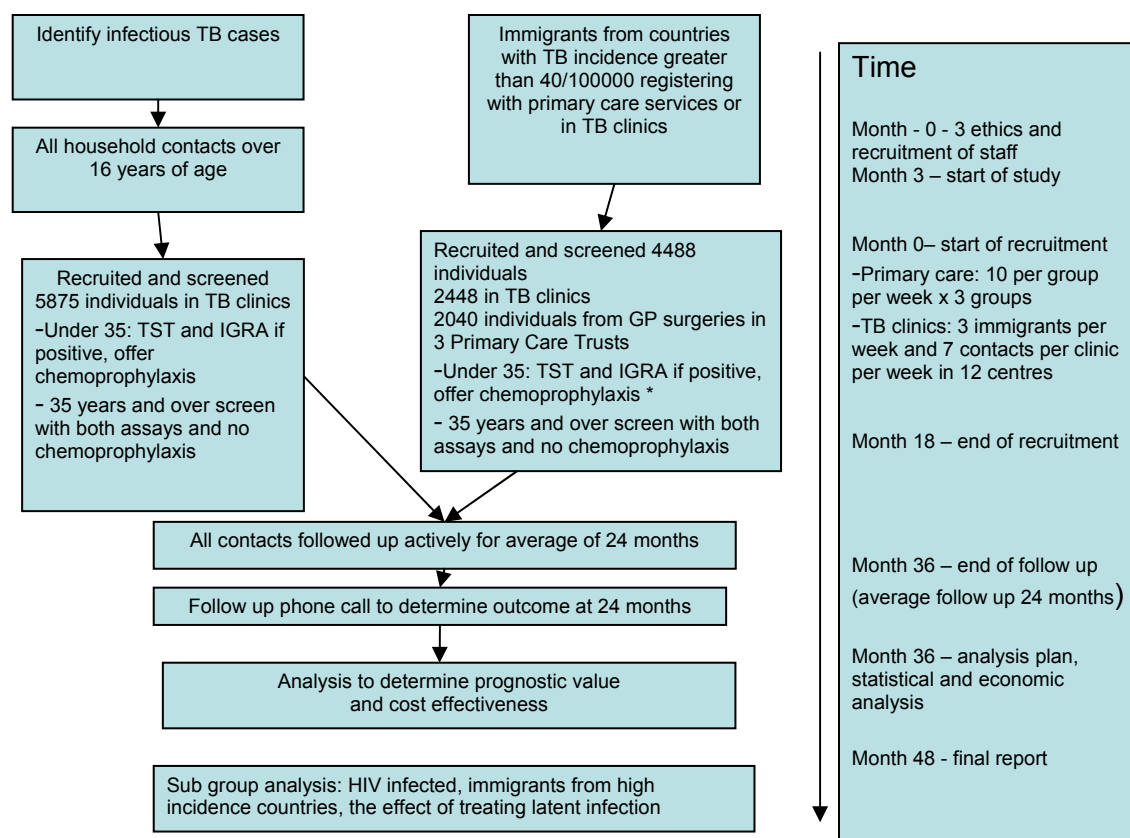 Identify infectious TB cases
All household contacts over
16 years of age
Recruited and screened
5875 individuals in TB clinics
-Under 35: TST and IGRA if
positive, offer
chemoprophylaxis
- 35 years and over screen
with both assays and no
chemoprophylaxis
Immigrants from countries
with TB incidence greater
than 40/100000 registering
with primary care services or
in TB clinics
Recruited and screened 4488
individuals
2448 in TB clinics
2040 individuals from GP surgeries in
3 Primary Care Trusts
-Under 35: TST and IGRA if positive,
offer chemoprophylaxis *
- 35 years and over screen with both
assays and no chemoprophylaxis
All contacts followed up actively for average of 24 months
Follow up phone call to determine outcome at 24 months
Analysis to determine prognostic value
and cost effectiveness
Sub group analysis: HIV infected, immigrants from high
incidence countries, the effect of treating latent infection
Time
Month - 0 - 3 ethics and
recruitment of staff
Month 3 – start of study
Month 0– start of recruitment
-Primary care: 10 per group
per week x 3 groups
-TB clinics: 3 immigrants per
week and 7 contacts per clinic
per week in 12 centres
Month 18 – end of recruitment
Month 36 – end of follow up
(average follow up 24 months)
Month 36 – analysis plan,
statistical and economic
analysis
Month 48 - final report